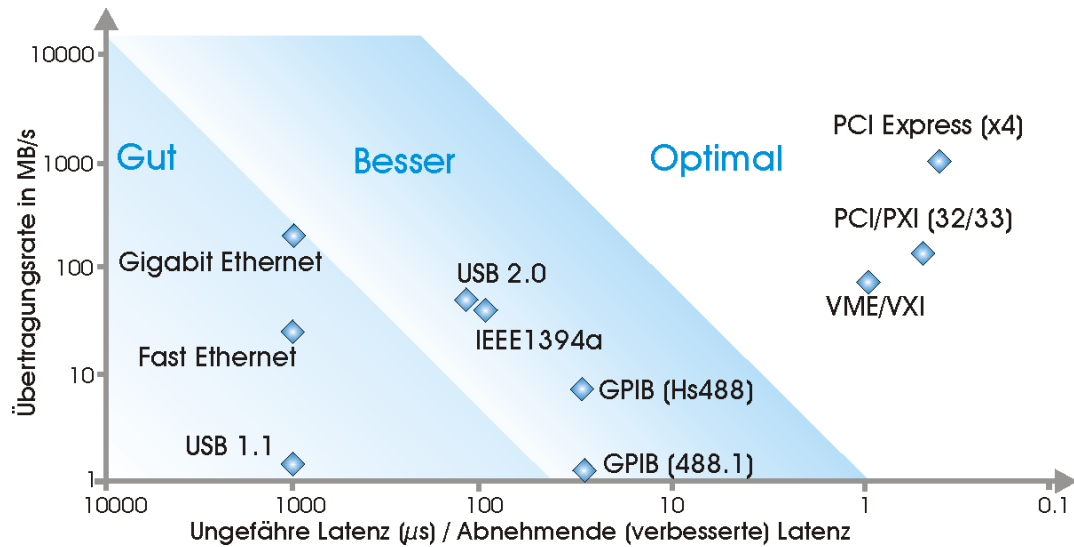 Übertragungsrate in MB/s
10000
1000
100
10
1
Gut
Besser
Optimal
PCI Express (x4)
PCI/PXI (32/33)
VME/VXI
Gigabit Ethernet
USB 2.0
IEEE1394a
Fast Ethernet
GPIB (Hs488)
USB 1.1
GPIB (488.1)
10000
1000
100
10
1
0.1
Ungefähre Latenz (µs) / Abnehmende (verbesserte) Latenz